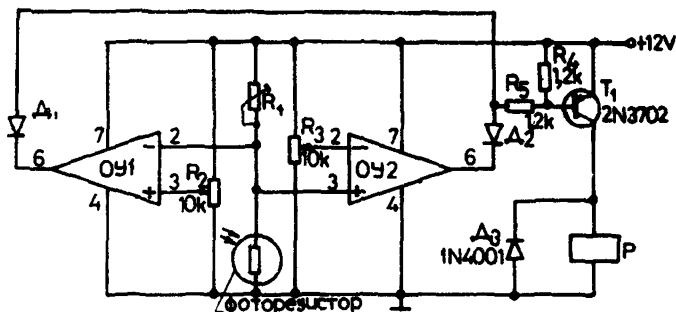 +12V
R4
1,2k
R5
1,2k
T1
2N3702
Д1
R1
R3
10k
Д2
7
2
6
ОУ1
3
R2
10k
4
7
2
ОУ2
6
3
4
Д3
1N4001
P
фоторезистор